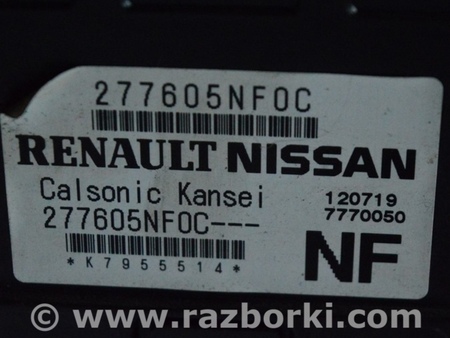 277605NF0C
RENAULT NISSAN
Calsonic Kansei
120719
277605NF0C---
7770050
NF
*K7955514*
© www.razborki.com